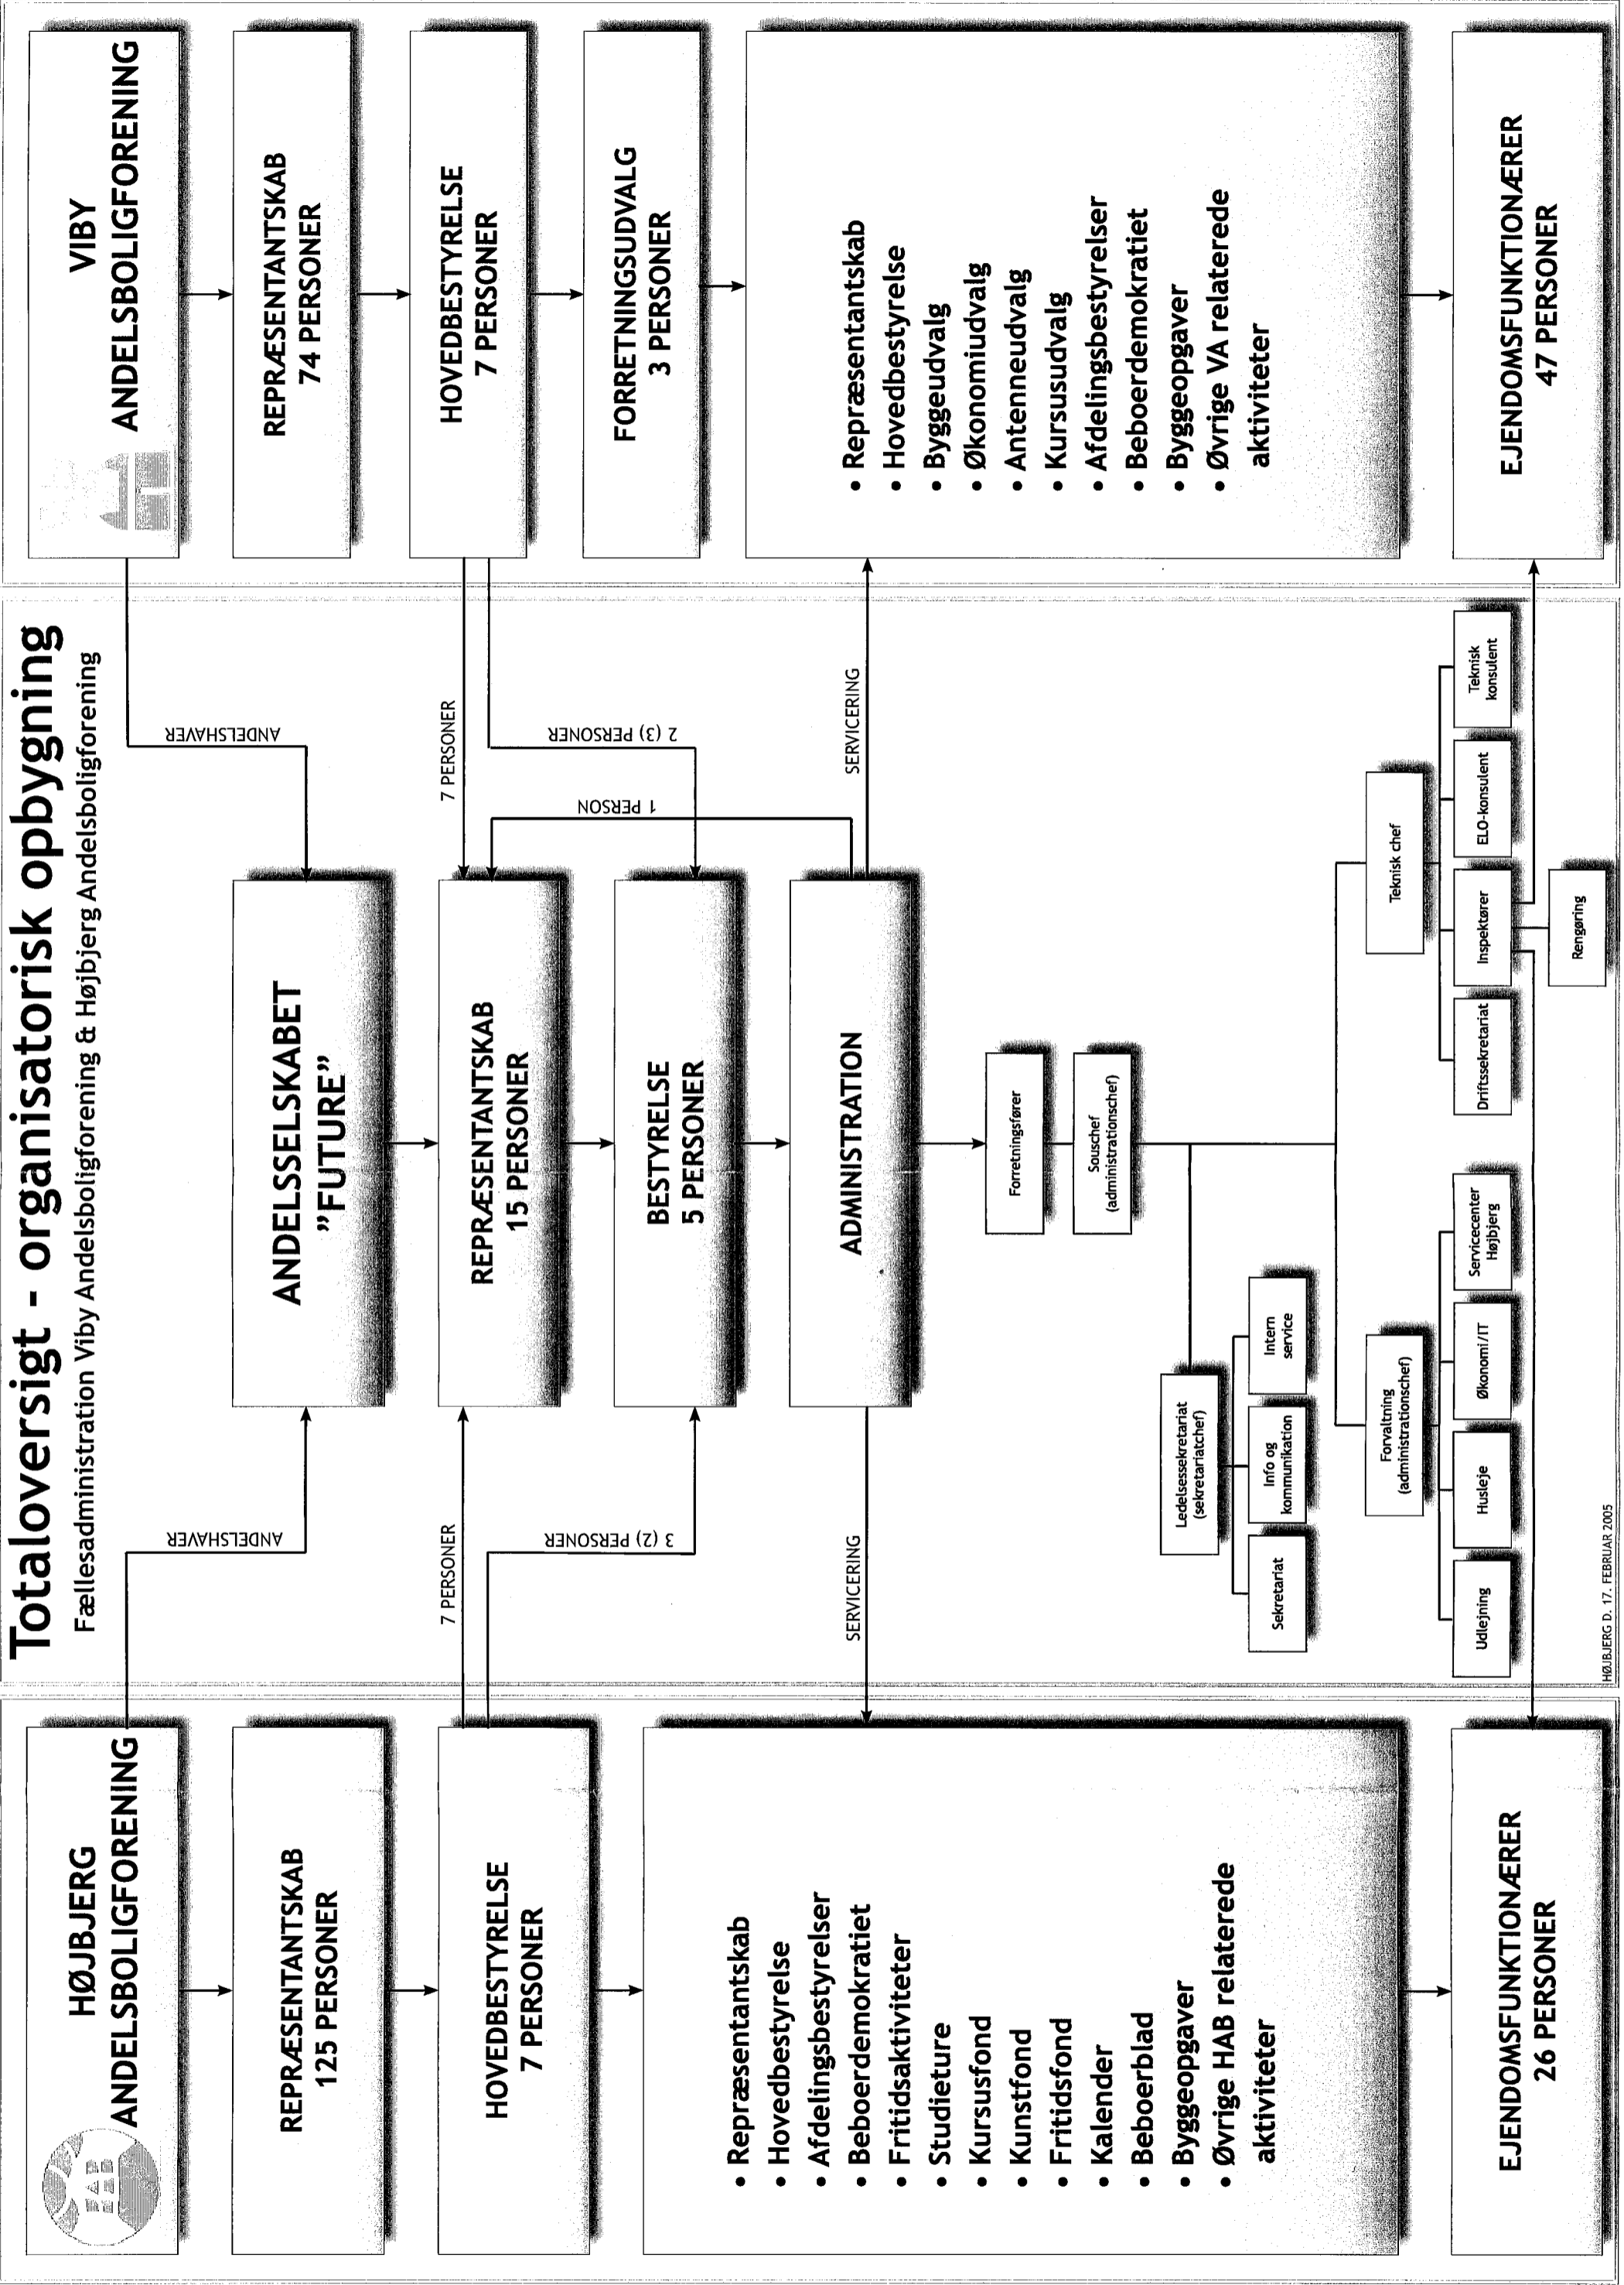 Totaloversigt - organisatorisk opbygning
Fællesadministration Viby Andelsboligforening & Højbjerg Andelsboligforening
HAB
HØJBJERG
ANDELSBOLIGFORENING
REPRÆSENTANTSKAB
125 PERSONER
HOVEDBESTYRELSE
7 PERSONER
• Repræsentantskab
• Hovedbestyrelse
• Afdelingsbestyrelser
• Beboerdemokratiet
• Fritidsaktiviteter
• Studieture
• Kursusfond
• Kunstfond
• Fritidsfond
• Kalender
• Beboerblad
• Byggeopgaver
• Øvrige HAB relaterede
aktiviteter
EJENDOMSFUNKTIONÆRER
26 PERSONER
ANDELSHAVER
7 PERSONER
3 (2) PERSONER
SERVICERING
ANDELSSELSKABET
”FUTURE”
REPRÆSENTANTSKAB
15 PERSONER
BESTYRELSE
5 PERSONER
ADMINISTRATION
Forretningsfører
Souschef
(administrationschef)
Ledelsessekretariat
(sekretariatchef)
Sekretariat
Info og
kommunikation
Intern
service
Forvaltning
(administrationschef)
Teknisk chef
Udlejning
Husleje
Økonomi/IT
Servicecenter
Højbjerg
Driftssekretariat
Inspektører
ELO-konsulent
Teknisk
konsulent
Rengøring
HØJBJERG D. 17. FEBRUAR 2005
ANDELSHAVER
7 PERSONER
2 (3) PERSONER
1 PERSON
SERVICERING
VIBY
ANDELSBOLIGFORENING
REPRÆSENTANTSKAB
74 PERSONER
HOVEDBESTYRELSE
7 PERSONER
FORRETNINGSUDVALG
3 PERSONER
• Repræsentantskab
• Hovedbestyrelse
• Byggeudvalg
• Økonomiudvalg
• Antenneudvalg
• Kursusudvalg
• Afdelingsbestyrelser
• Beboerdemokratiet
• Byggeopgaver
• Øvrige VA relaterede
aktiviteter
EJENDOMSFUNKTIONÆRER
47 PERSONER